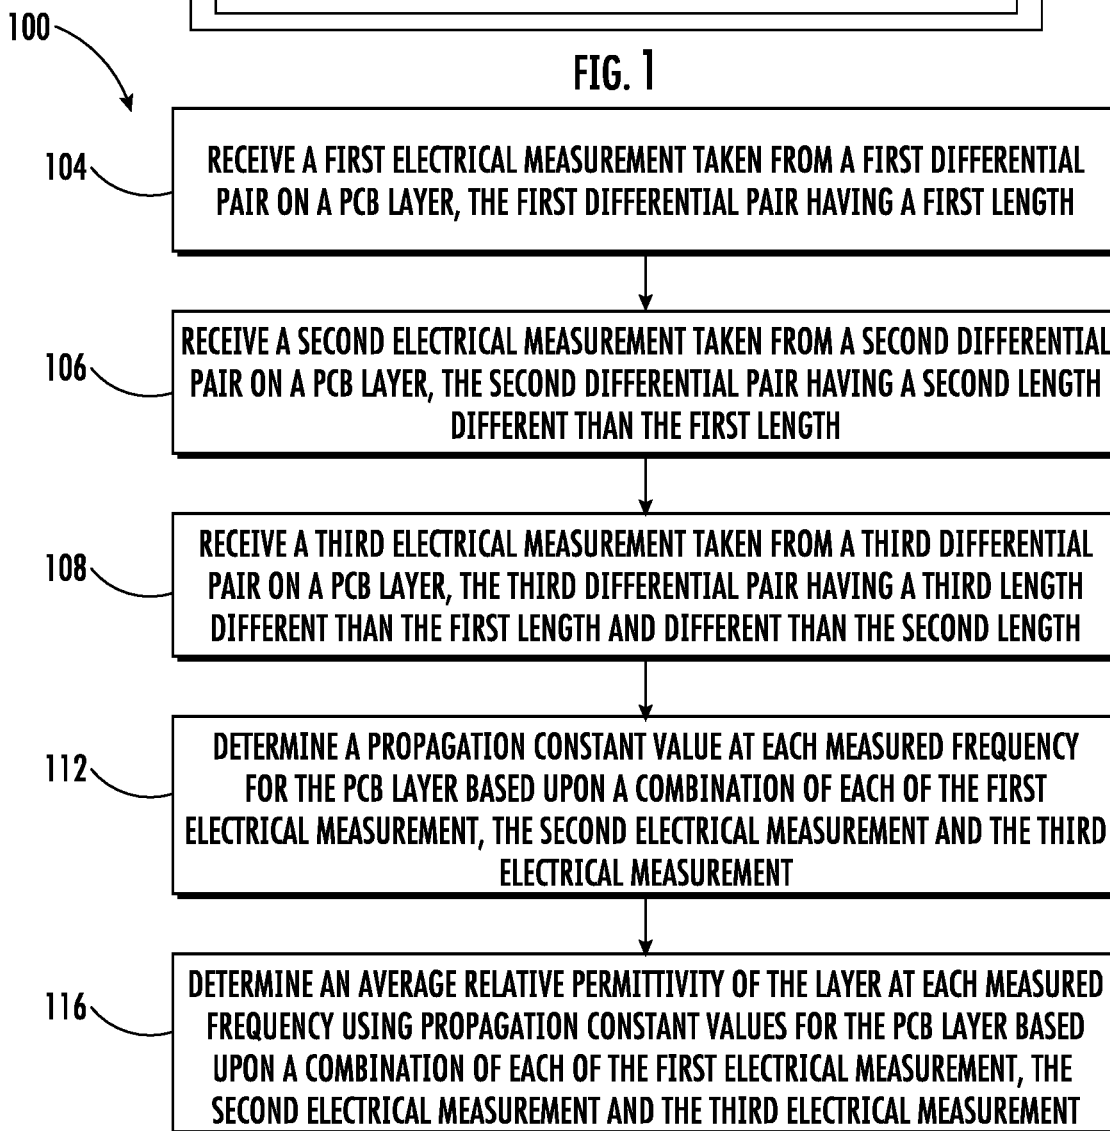 100
FIG. 1
104
RECEIVE A FIRST ELECTRICAL MEASUREMENT TAKEN FROM A FIRST DIFFERENTIAL
PAIR ON A PCB LAYER, THE FIRST DIFFERENTIAL PAIR HAVING A FIRST LENGTH
106
RECEIVE A SECOND ELECTRICAL MEASUREMENT TAKEN FROM A SECOND DIFFERENTIAL
PAIR ON A PCB LAYER, THE SECOND DIFFERENTIAL PAIR HAVING A SECOND LENGTH
DIFFERENT THAN THE FIRST LENGTH
108
RECEIVE A THIRD ELECTRICAL MEASUREMENT TAKEN FROM A THIRD DIFFERENTIAL
PAIR ON A PCB LAYER, THE THIRD DIFFERENTIAL PAIR HAVING A THIRD LENGTH
DIFFERENT THAN THE FIRST LENGTH AND DIFFERENT THAN THE SECOND LENGTH
112
DETERMINE A PROPAGATION CONSTANT VALUE AT EACH MEASURED FREQUENCY
FOR THE PCB LAYER BASED UPON A COMBINATION OF EACH OF THE FIRST
ELECTRICAL MEASUREMENT, THE SECOND ELECTRICAL MEASUREMENT AND THE THIRD
ELECTRICAL MEASUREMENT
116
DETERMINE AN AVERAGE RELATIVE PERMITTIVITY OF THE LAYER AT EACH MEASURED
FREQUENCY USING PROPAGATION CONSTANT VALUES FOR THE PCB LAYER BASED
UPON A COMBINATION OF EACH OF THE FIRST ELECTRICAL MEASUREMENT, THE
SECOND ELECTRICAL MEASUREMENT AND THE THIRD ELECTRICAL MEASUREMENT